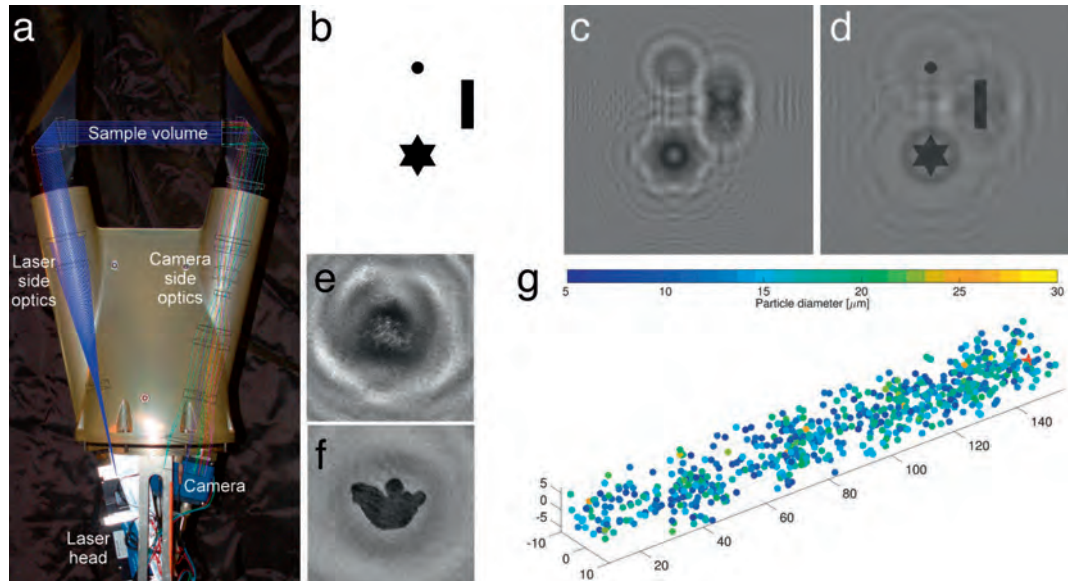 a
Sample volume
Laser
side
optics
Camera
side
optics
Camera
Laser
head
b
c
d
e
f
g
5 10 15 20 25 30
Particle diameter [μm]
5
0
-5
-10
0
10
20
40
60
80
100
120
140